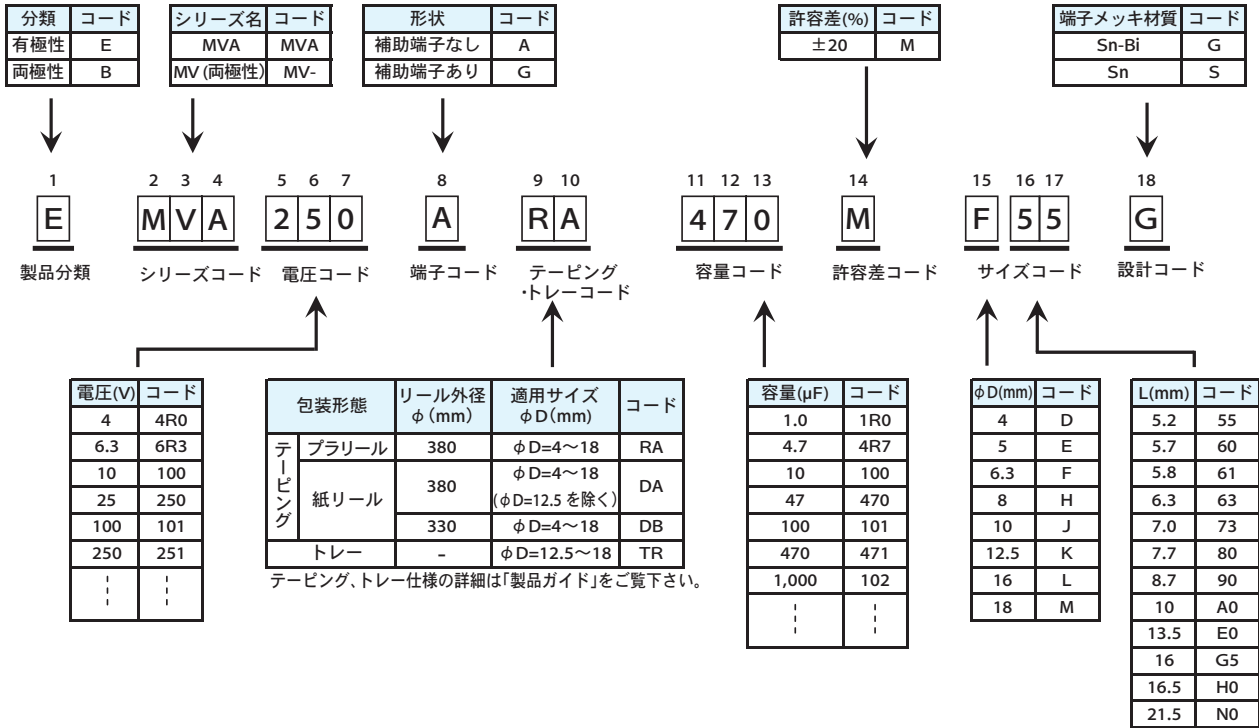 分類 コード
有極性 E
両極性 B
シリーズ名 コード
MVA MVA
MV (両極性) MV-
形状 コード
補助端子なし A
補助端子あり G
許容差(%) コード
±20 M
端子メッキ材質 コード
Sn-Bi G
Sn S
1 2 3 4 5 6 7 8 9 10 11 12 13 14 15 16 17 18
E M V A 2 5 0 A R A 4 7 0 M F 5 5 G
製品分類 シリーズコード 電圧コード 端子コード テーピング 容量コード 許容差コード サイズコード 設計コード
・トレーコード
電圧(V) コード
4 4R0
6.3 6R3
10 100
25 250
100 101
250 251
包装形態 リール外径 φ(mm) 適用サイズ φD(mm) コード
テーピング
プラリール 380 φD=4〜18 RA
紙リール 380 φD=4〜18 (φD=12.5を除く) DA
330 φD=4〜18 DB
トレー - φD=12.5〜18 TR
テーピング、トレー仕様の詳細は「製品ガイド」をご覧下さい。
容量(µF) コード
1.0 1R0
4.7 4R7
10 100
47 470
100 101
470 471
1,000 102
φD(mm) コード
4 D
5 E
6.3 F
8 H
10 J
12.5 K
16 L
18 M
L(mm) コード
5.2 55
5.7 60
5.8 61
6.3 63
7.0 73
7.7 80
8.7 90
10 A0
13.5 E0
16 G5
16.5 H0
21.5 N0